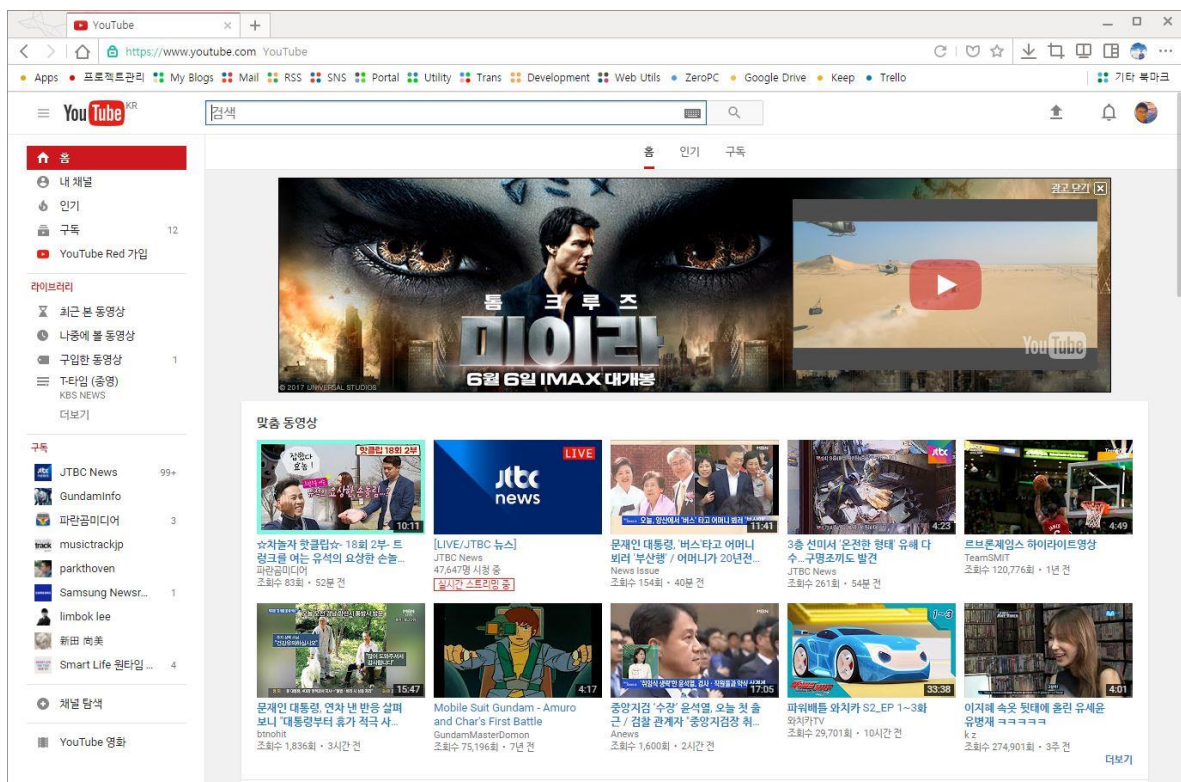 YouTube
https://www.youtube.com YouTube
Apps 프로젝트관리 My Blogs Mail RSS SNS Portal Utility Trans Development Web Utils ZeroPC Google Drive Keep Trello 기타 북마크
YouTube KR
검색
홈 인기 구독
홈
내 채널
인기
구독 12
YouTube Red 가입
라이브러리
최근 본 동영상
나중에 볼 동영상
구입한 동영상 1
T-타임 (종영)
KBS NEWS
더보기
구독
JTBC News 99+
GundamInfo
파란곰미디어 3
musictrackjp
parkthoven
Samsung Newsr... 1
limbok lee
新田 尚美
Smart Life 원타임 ... 4
채널 탐색
YouTube 영화
광고 닫기
톰 크루즈
미이라
6월 6일 IMAX 대개봉
© 2017 UNIVERSAL STUDIOS
YouTube
맞춤 동영상
핫클럽 18회 2부
10:11
☆차놀자 핫클럽☆- 18회 2부- 트
렁크를 여는 유석의 요상한 손놀...
파란곰미디어
조회수 83회 • 52분 전
LIVE
jtbc
news
[LIVE/JTBC 뉴스]
JTBC News
47,647명 시청 중
실시간 스트리밍 중
11:41
문재인 대통령, '버스'타고 어머니
뵈러 '부산행' / 어머니가 20년전...
News Issue
조회수 154회 • 40분 전
jtbc
4:23
3층 선미서 '온전한 형태' 유해 다
수...구명조끼도 발견
JTBC News
조회수 261회 • 54분 전
4:49
르브론제임스 하이라이트영상
TeamSMIT
조회수 120,776회 • 1년 전
15:47
문재인 대통령, 연차 낸 반응 살펴
보니 "대통령부터 휴가 적극 사...
btnohit
조회수 1,836회 • 3시간 전
4:17
Mobile Suit Gundam - Amuro
and Char's First Battle
GundamMasterDomon
조회수 75,196회 • 7년 전
17:05
중앙지검 '수장' 윤석열, 오늘 첫 출
근 / 검찰 관계자 "중앙지검장 취...
Anews
조회수 1,600회 • 2시간 전
1~3
33:38
파워배틀 와치카 S2_EP 1~3화
와치카TV
조회수 29,701회 • 10시간 전
4:01
이지혜 속옷 뒷태에 홀린 유세윤
유병재 ㅋㅋㅋㅋㅋ
k z
조회수 274,901회 • 3주 전
더보기